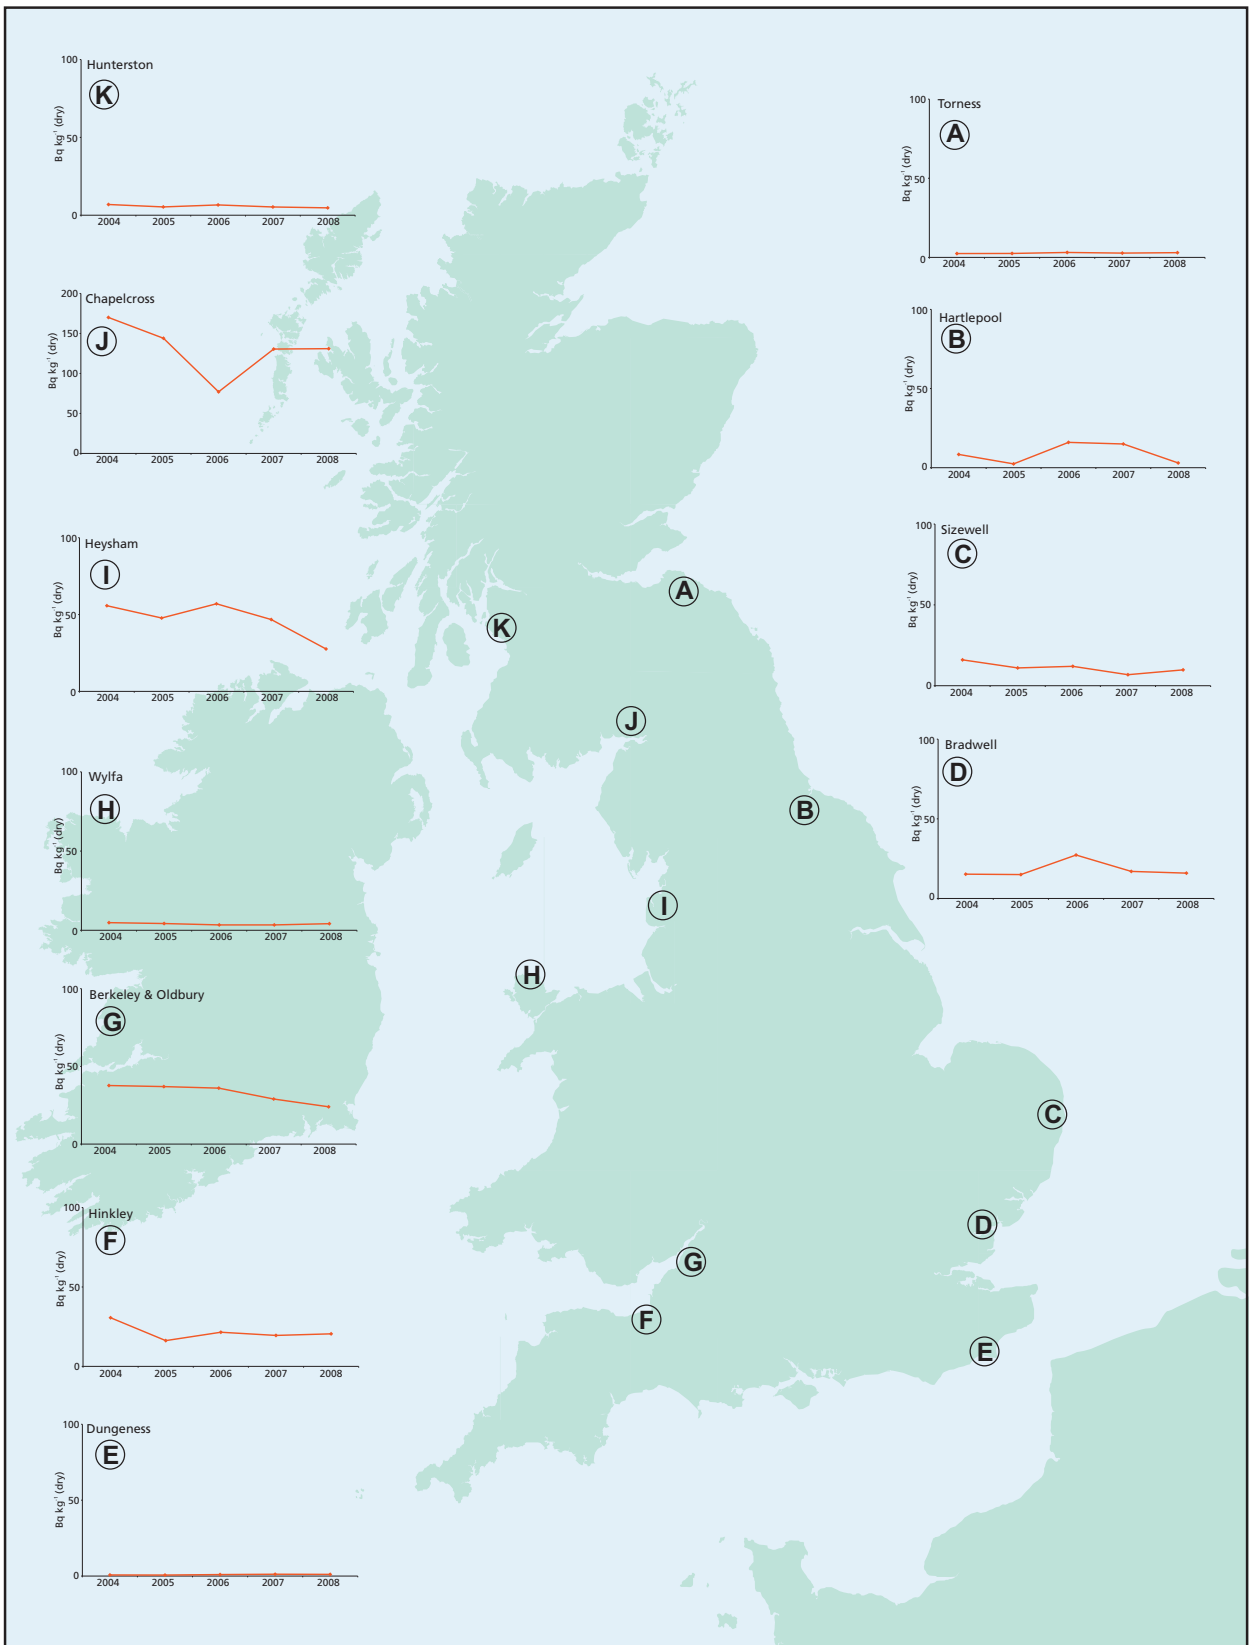 Hunterston
K
Bq kg⁻¹ (dry)
100
50
0
2004 2005 2006 2007 2008
Chapelcross
J
Bq kg⁻¹ (dry)
200
150
100
50
0
2004 2005 2006 2007 2008
Heysham
I
Bq kg⁻¹ (dry)
100
50
0
2004 2005 2006 2007 2008
Wylfa
H
Bq kg⁻¹ (dry)
100
50
0
2004 2005 2006 2007 2008
Berkeley & Oldbury
G
Bq kg⁻¹ (dry)
100
50
0
2004 2005 2006 2007 2008
Hinkley
F
Bq kg⁻¹ (dry)
100
50
0
2004 2005 2006 2007 2008
Dungeness
E
Bq kg⁻¹ (dry)
100
50
0
2004 2005 2006 2007 2008
Torness
A
Bq kg⁻¹ (dry)
100
50
0
2004 2005 2006 2007 2008
Hartlepool
B
Bq kg⁻¹ (dry)
100
50
0
2004 2005 2006 2007 2008
Sizewell
C
Bq kg⁻¹ (dry)
100
50
0
2004 2005 2006 2007 2008
Bradwell
D
Bq kg⁻¹ (dry)
100
50
0
2004 2005 2006 2007 2008
A
K
J
B
I
H
C
D
G
F
E